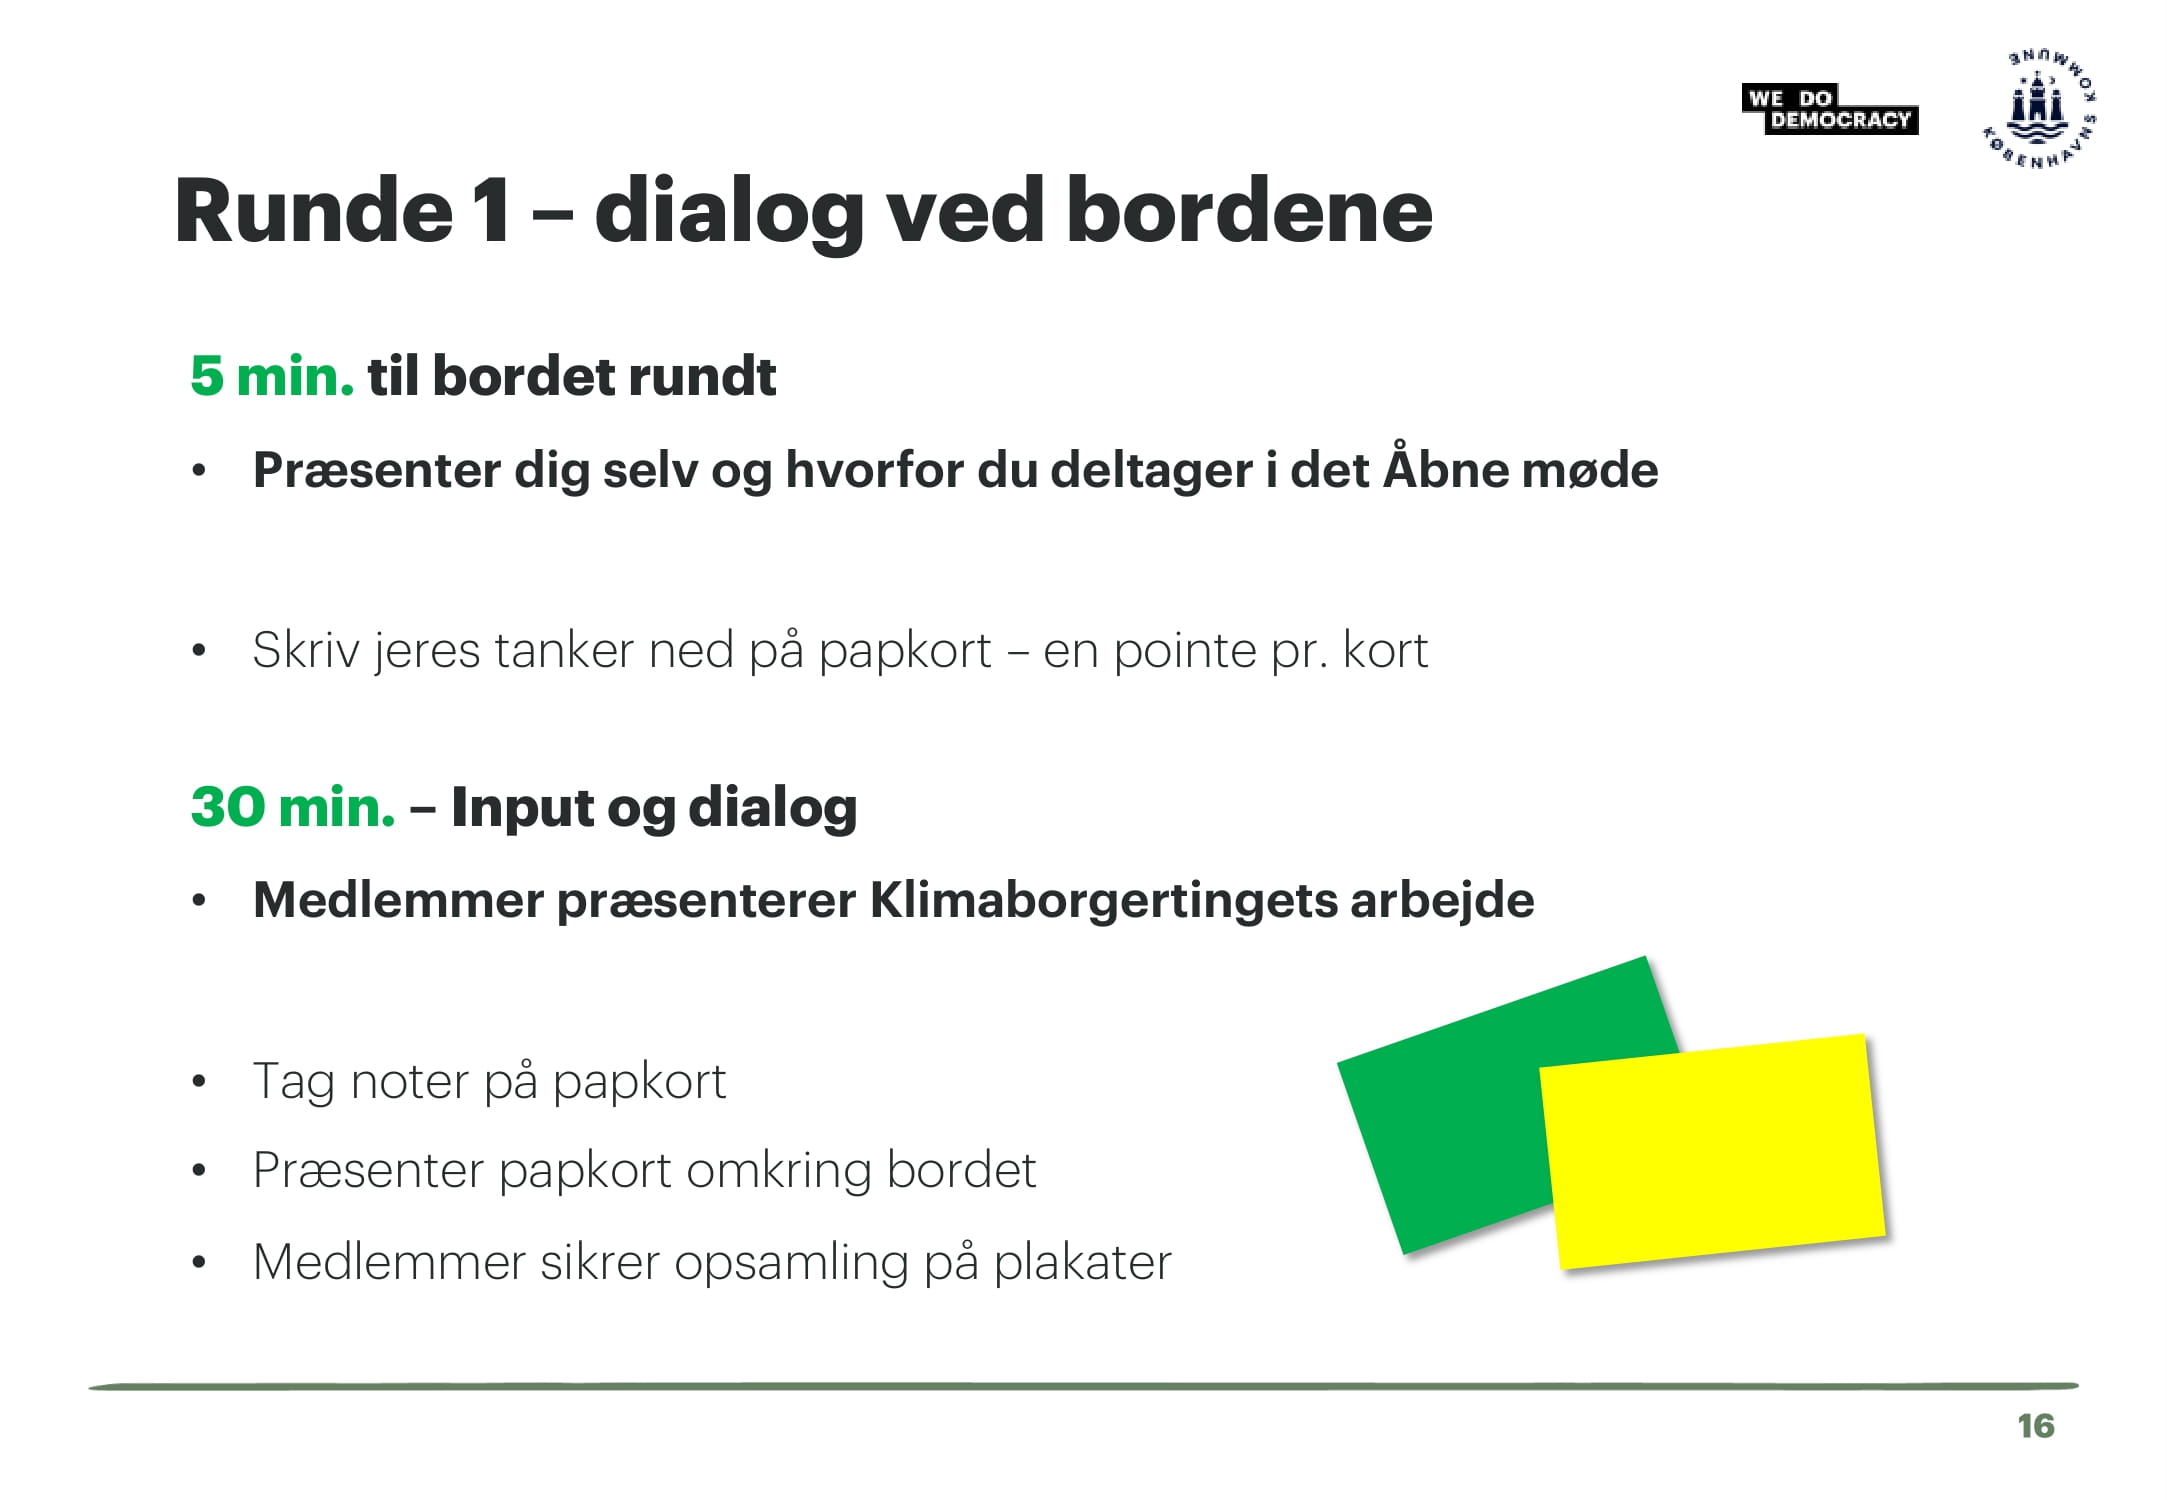 WE DO
DEMOCRACY
KØBENHAVNS KOMMUNE
Runde 1 – dialog ved bordene
5 min. til bordet rundt
• Præsenter dig selv og hvorfor du deltager i det Åbne møde
• Skriv jeres tanker ned på papkort – en pointe pr. kort
30 min. – Input og dialog
• Medlemmer præsenterer Klimaborgertingets arbejde
• Tag noter på papkort
• Præsenter papkort omkring bordet
• Medlemmer sikrer opsamling på plakater
16